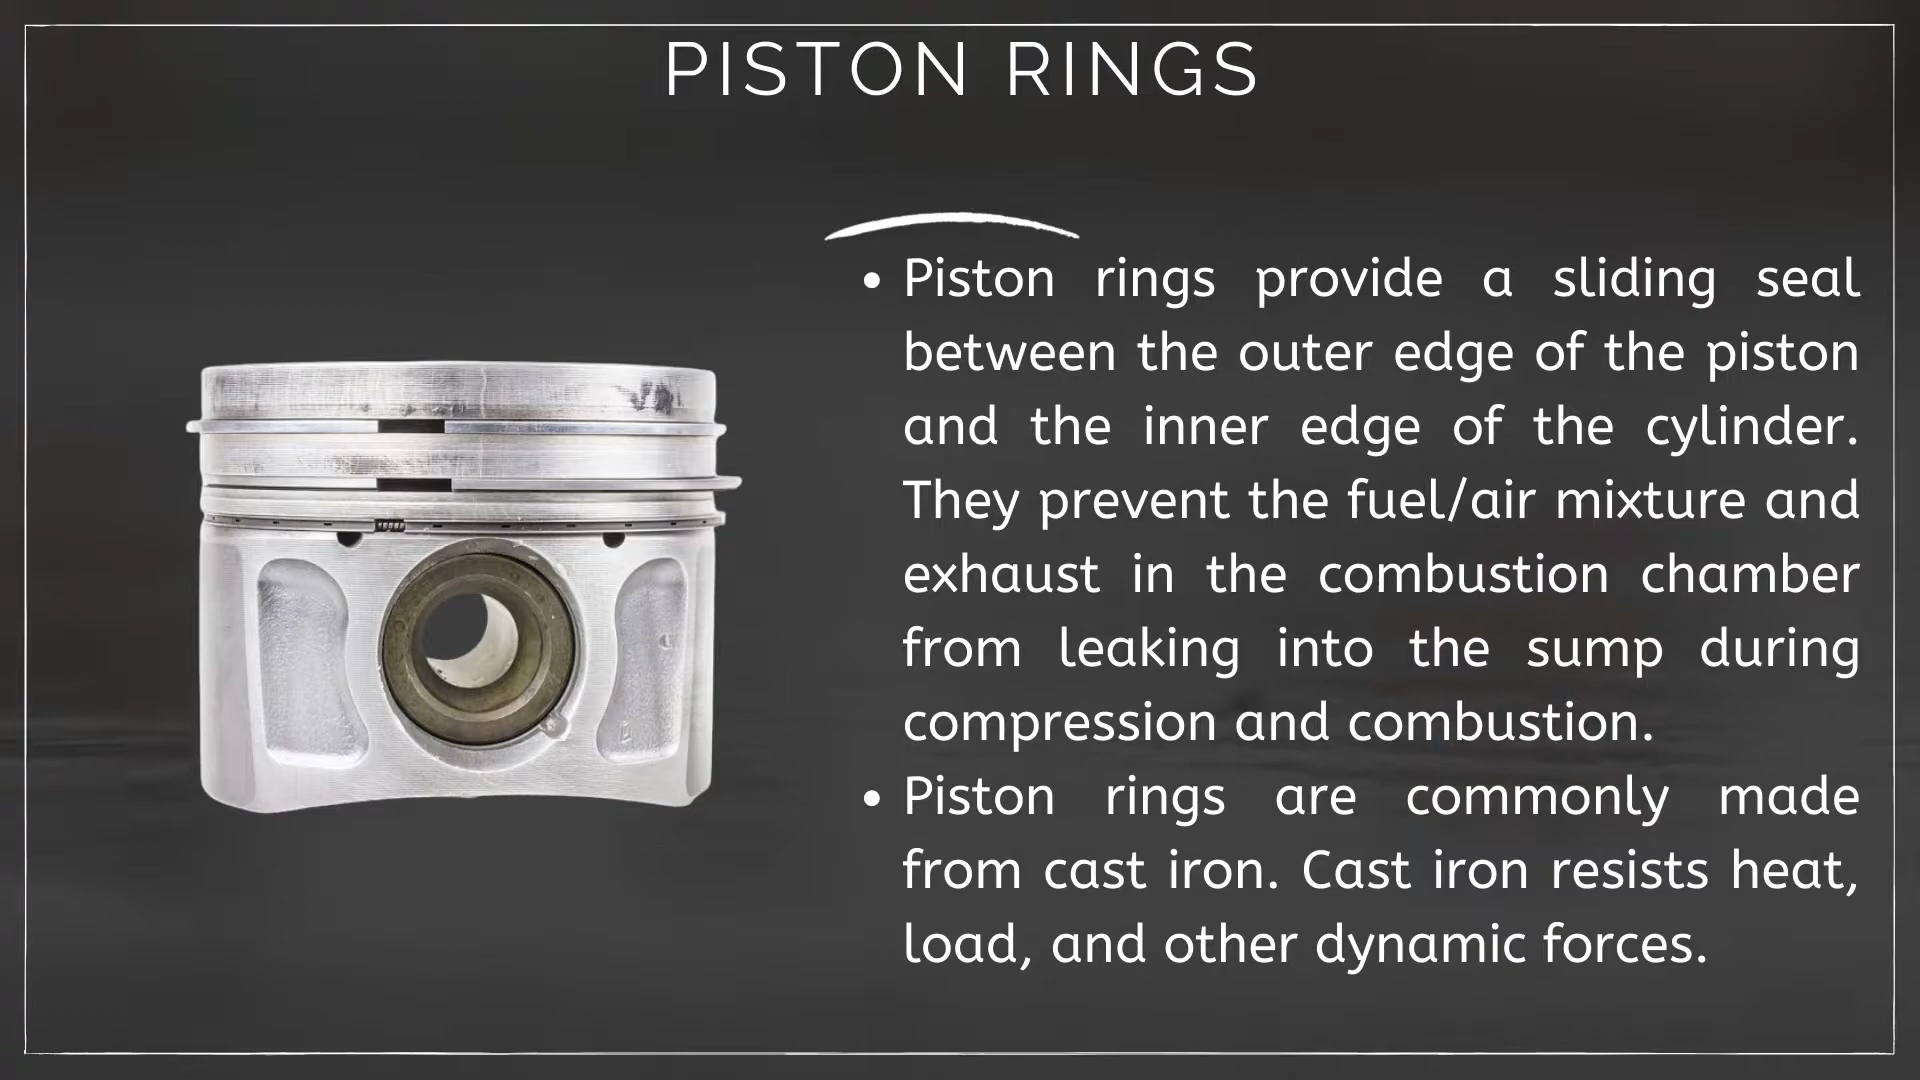 PISTON RINGS
• Piston rings provide a sliding seal
between the outer edge of the piston
and the inner edge of the cylinder.
They prevent the fuel/air mixture and
exhaust in the combustion chamber
from leaking into the sump during
compression and combustion.
• Piston rings are commonly made
from cast iron. Cast iron resists heat,
load, and other dynamic forces.